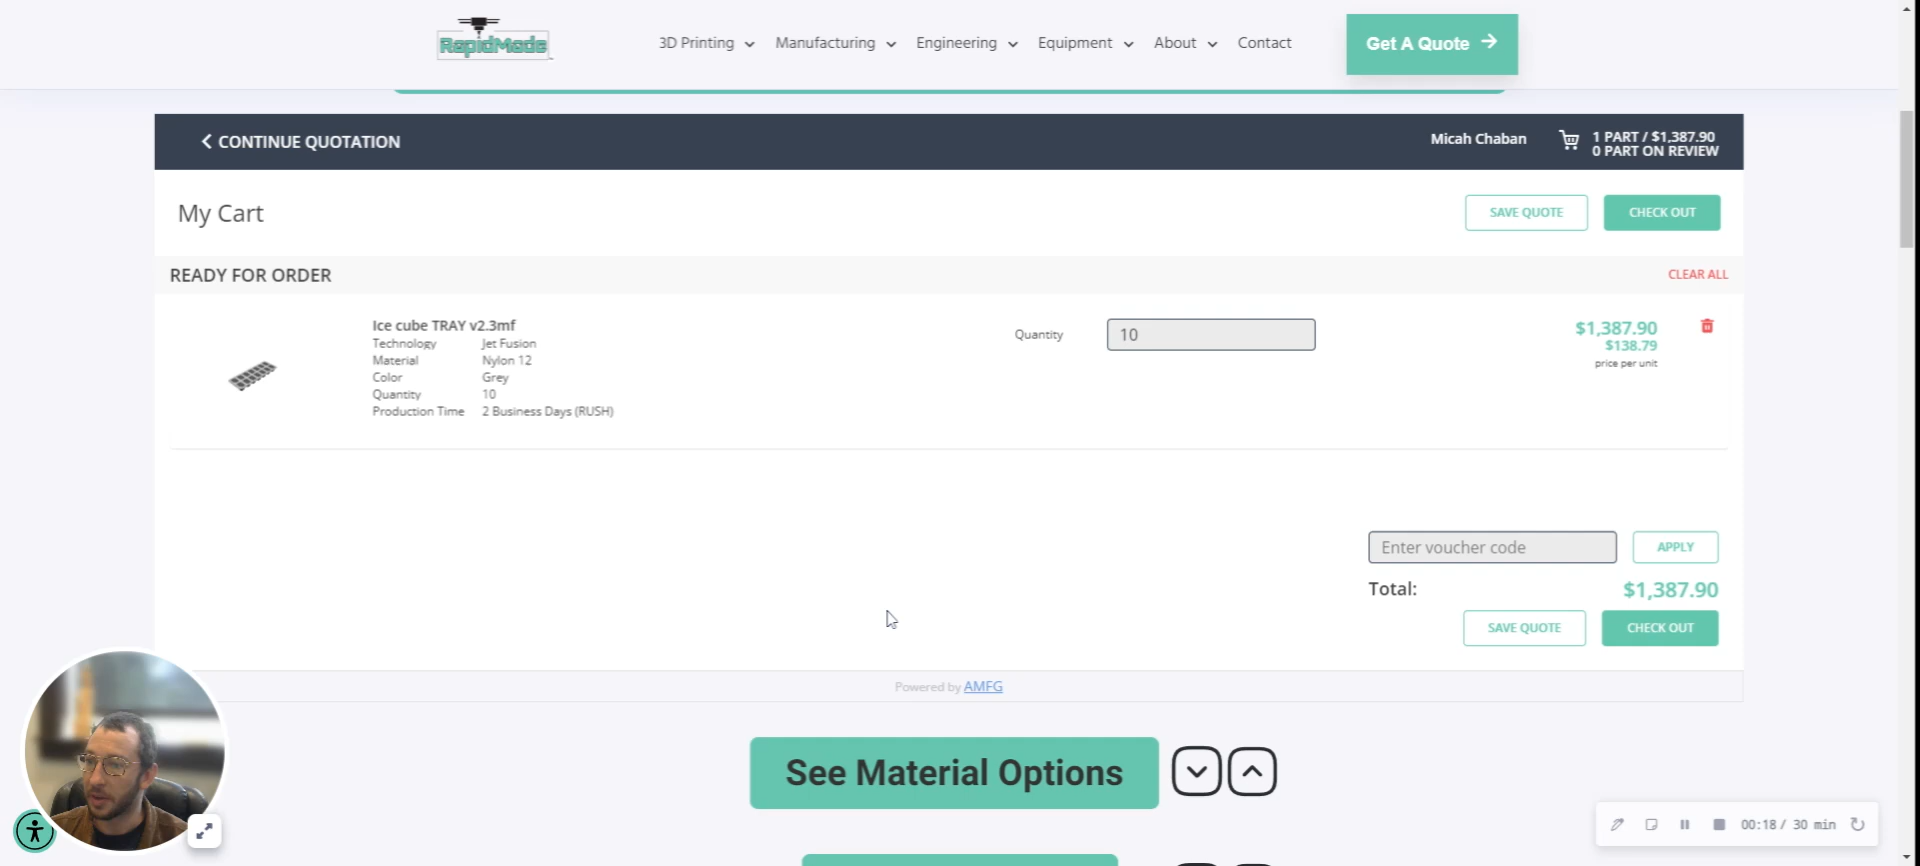 RapidMade
3D Printing
Manufacturing
Engineering
Equipment
About
Contact
Get A Quote
CONTINUE QUOTATION
Micah Chaban
1 PART / $1,387.90
0 PART ON REVIEW
My Cart
SAVE QUOTE
CHECK OUT
READY FOR ORDER
CLEAR ALL
Ice cube TRAY v2.3mf
Technology Jet Fusion
Material Nylon 12
Color Grey
Quantity 10
Production Time 2 Business Days (RUSH)
Quantity
10
$1,387.90
$138.79
price per unit
Enter voucher code
APPLY
Total: $1,387.90
SAVE QUOTE
CHECK OUT
Powered by AMFG
See Material Options
00:18 / 30 min